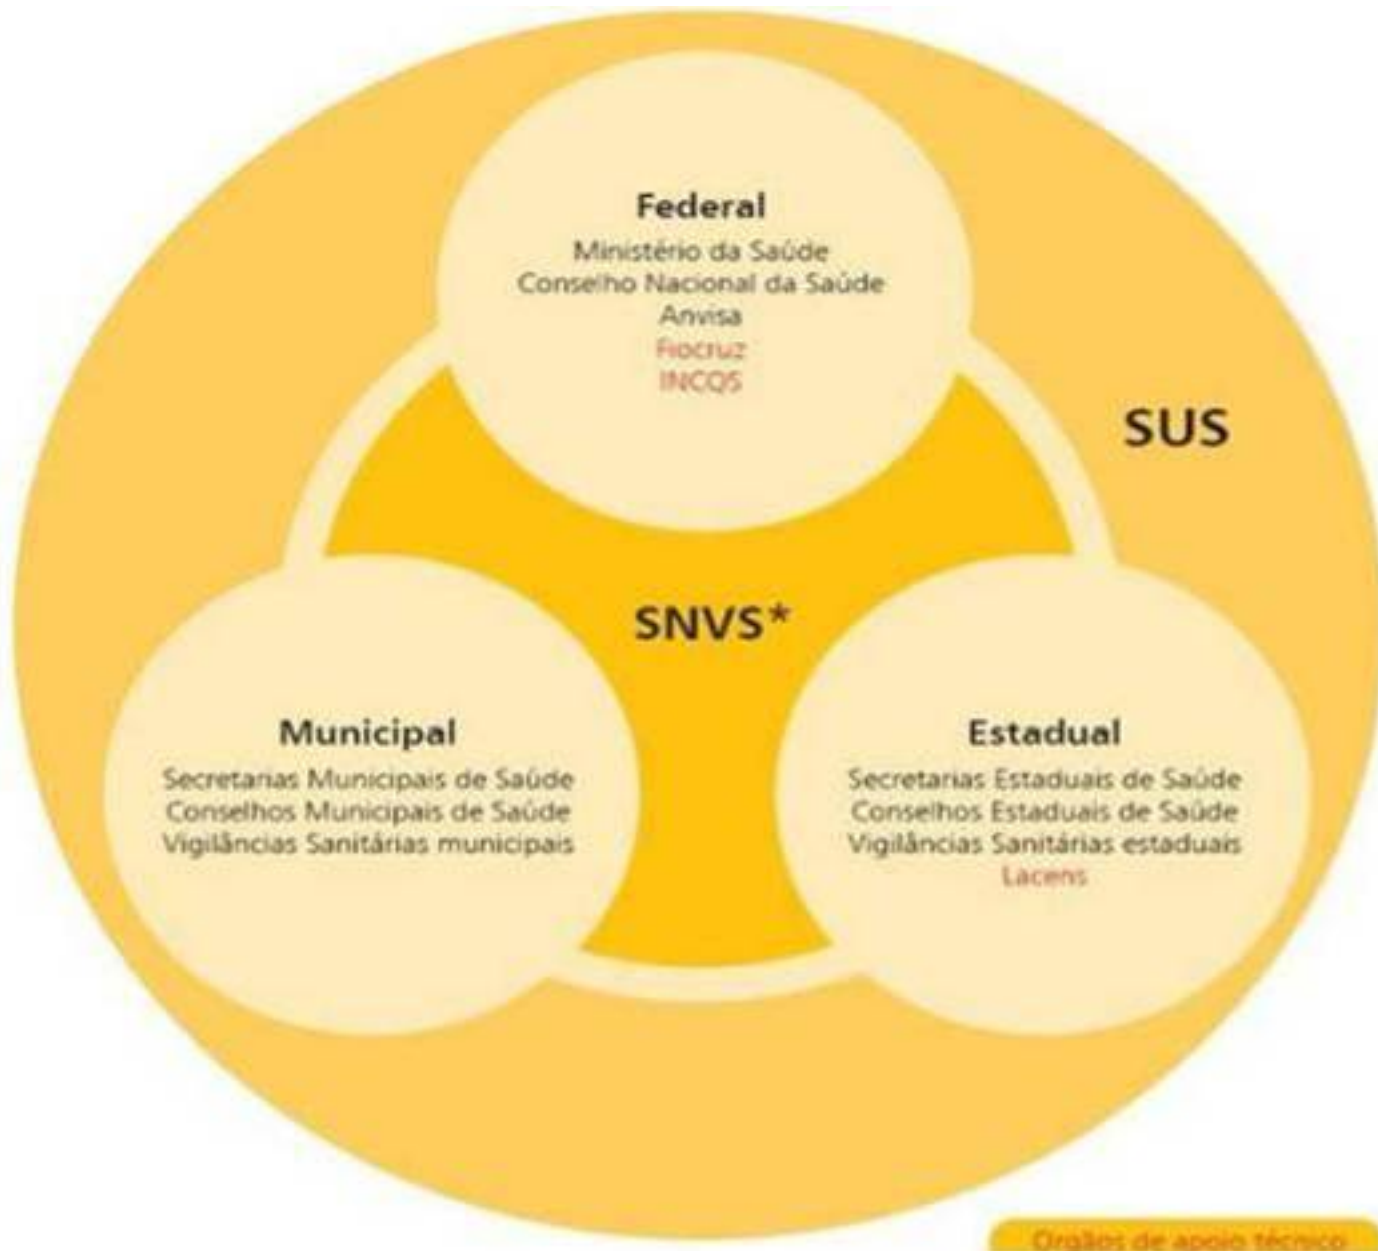 Federal
Ministério da Saúde
Conselho Nacional da Saúde
Anvisa
Fiocruz
INCQS
SUS
SNVS*
Municipal
Secretarias Municipais de Saúde
Conselhos Municipais de Saúde
Vigilâncias Sanitárias municipais
Estadual
Secretarias Estaduais de Saúde
Conselhos Estaduais de Saúde
Vigilâncias Sanitárias estaduais
Lacens
Orgãos de apoio técnico